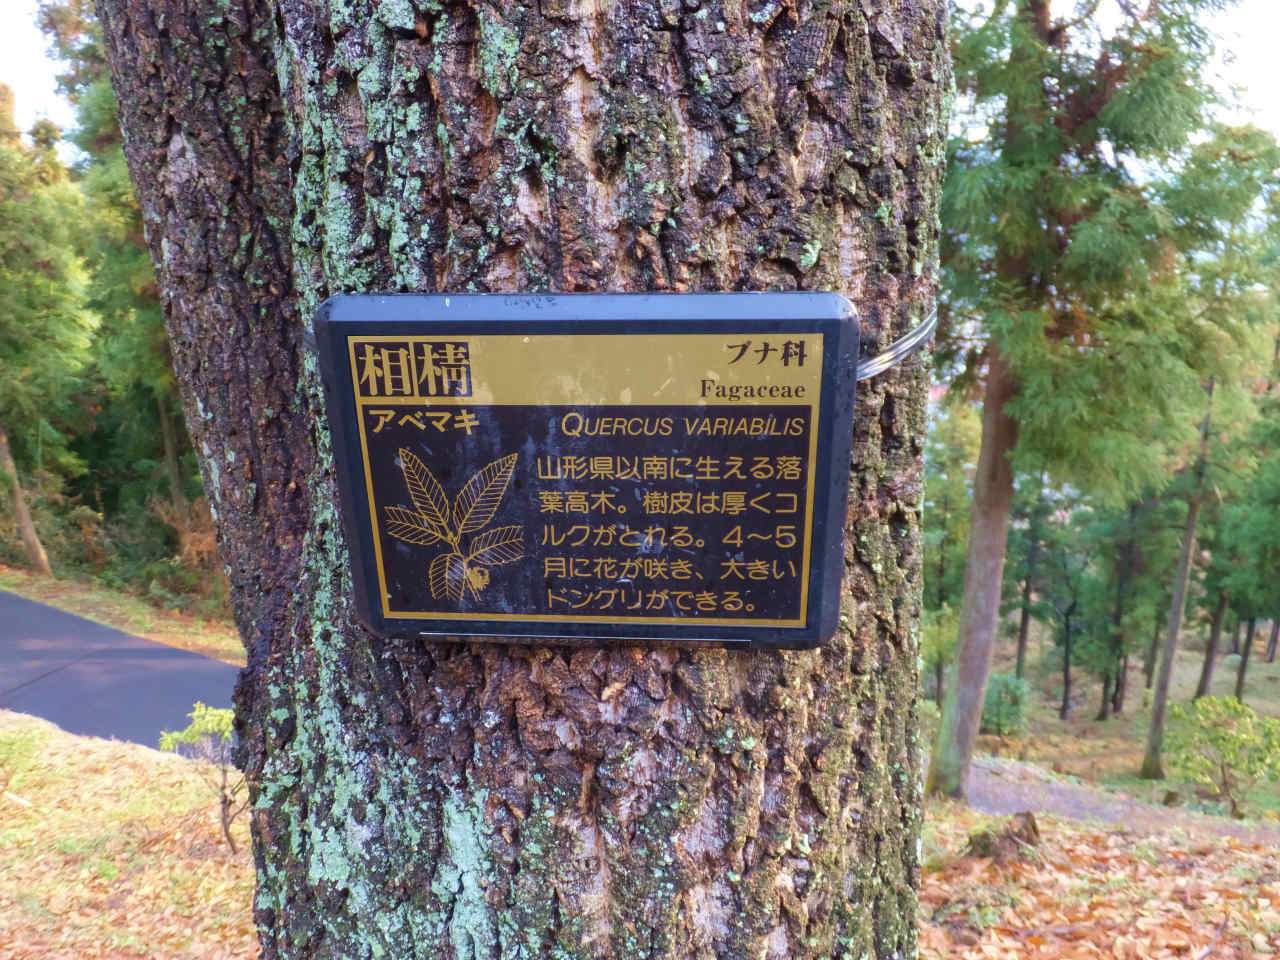 相棈
ブナ科
Fagaceae
アベマキ
QUERCUS VARIABILIS
山形県以南に生える落
葉高木。樹皮は厚くコ
ルクがとれる。4〜5
月に花が咲き、大きい
ドングリができる。